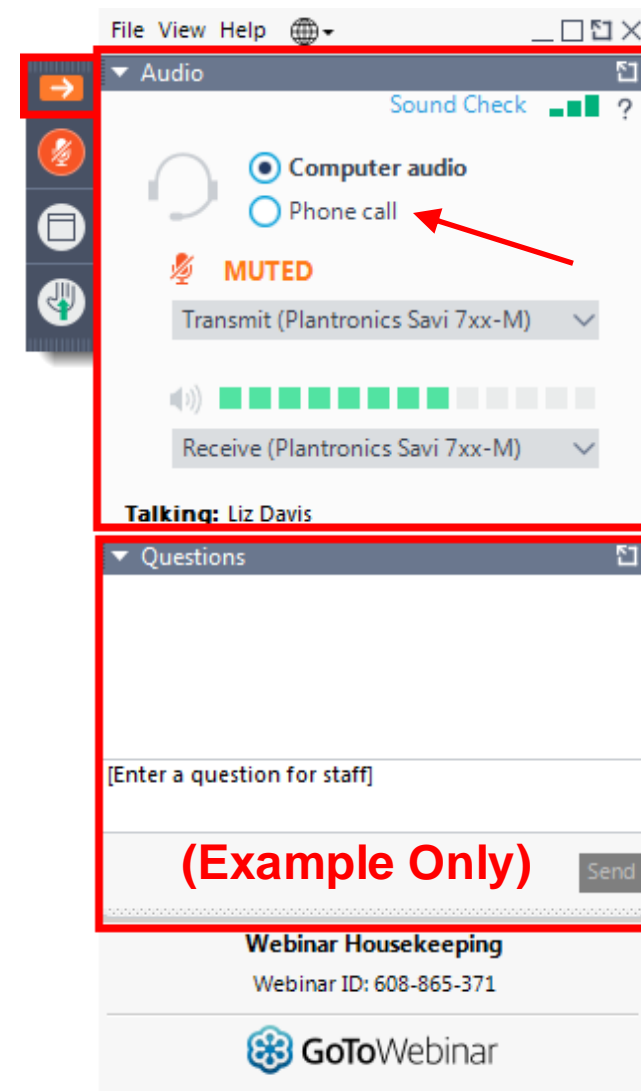 File View Help
Audio
Sound Check ?
Computer audio
Phone call
MUTED
Transmit (Plantronics Savi 7xx-M)
Receive (Plantronics Savi 7xx-M)
Talking: Liz Davis
Questions
[Enter a question for staff]
(Example Only)
Send
Webinar Housekeeping
Webinar ID: 608-865-371
GoToWebinar